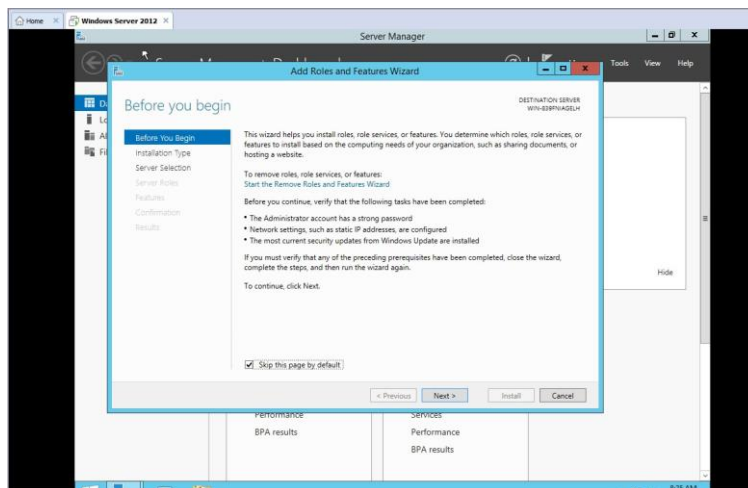 Home
Windows Server 2012
Server Manager
Tools View Help
Add Roles and Features Wizard
Before you begin
DESTINATION SERVER
Before You Begin
Installation Type
Server Selection
Server Roles
Features
Confirmation
Results
This wizard helps you install roles, role services, or features. You determine which roles, role services, or
features to install based on the computing needs of your organization, such as sharing documents, or
hosting a website.
To remove roles, role services, or features:
Start the Remove Roles and Features Wizard
Before you continue, verify that the following tasks have been completed:
• The Administrator account has a strong password
• Network settings, such as static IP addresses, are configured
• The most current security updates from Windows Update are installed
If you must verify that any of the preceding prerequisites have been completed, close the wizard,
complete the steps, and then run the wizard again.
To continue, click Next.
Skip this page by default
< Previous Next > Install Cancel
Hide
Performance
BPA results
Services
Performance
BPA results